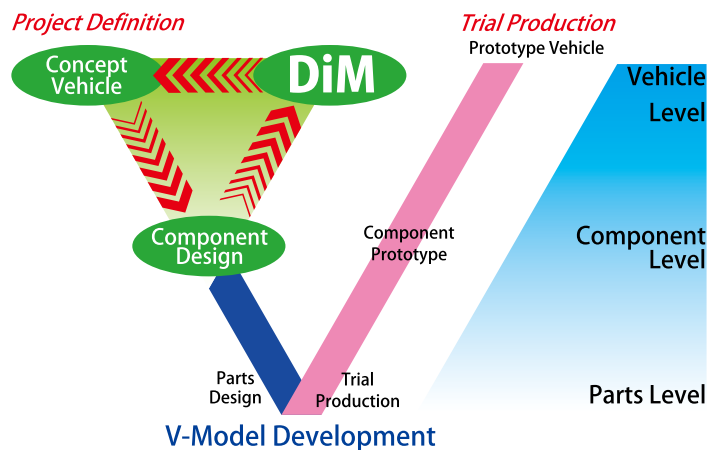 Project Definition
Trial Production
Prototype Vehicle
Concept
Vehicle
DiM
Vehicle
Level
Component
Design
Component
Prototype
Component
Level
Parts
Design
Trial
Production
Parts Level
V-Model Development